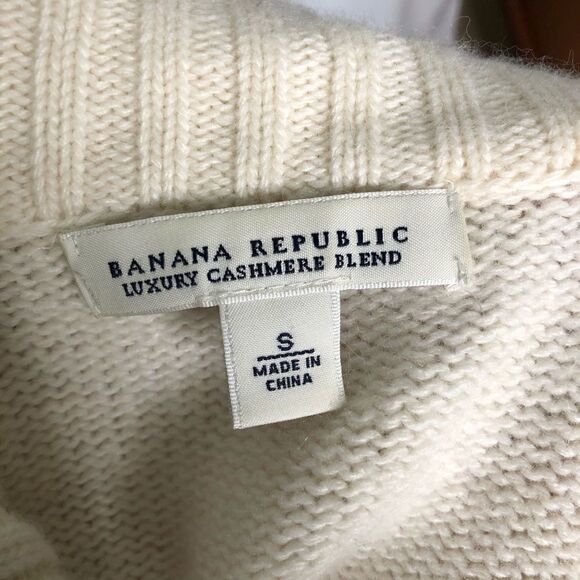 BANANA REPUBLIC
LUXURY CASHMERE BLEND
S
MADE IN
CHINA